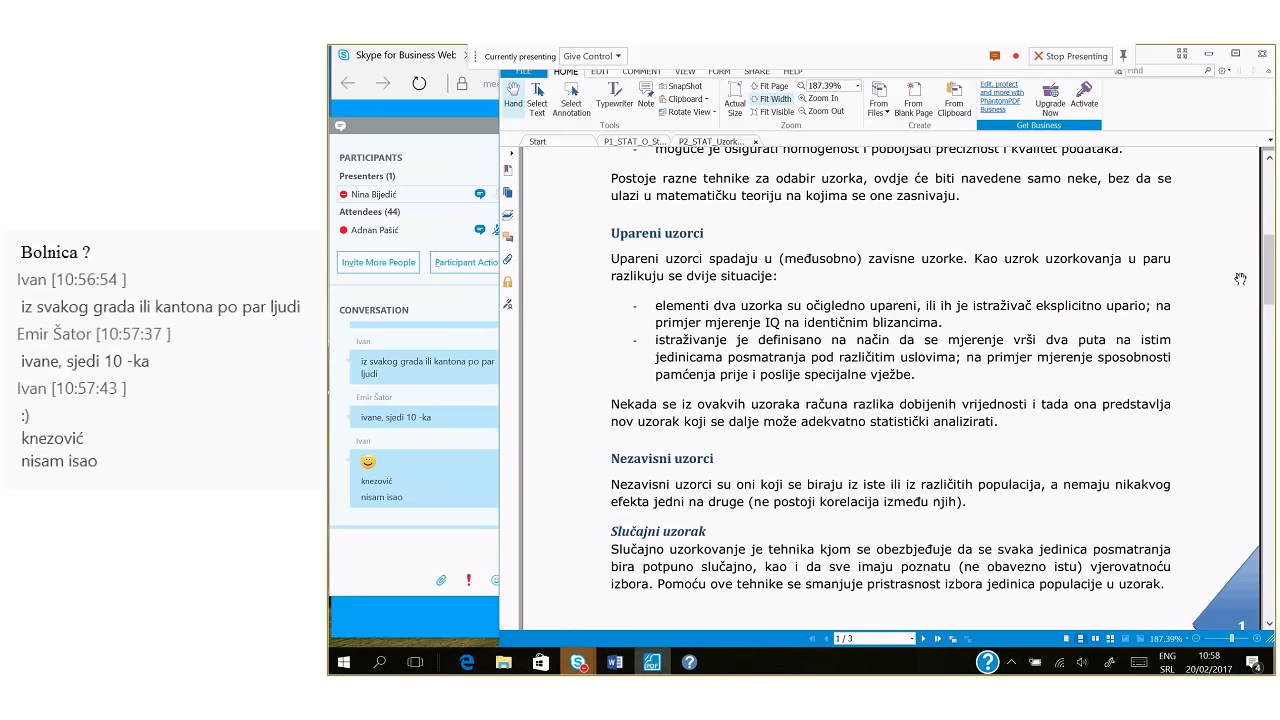 Bolnica ?
Ivan [10:56:54 ]
iz svakog grada ili kantona po par ljudi
Emir Šator [10:57:37 ]
ivane, sjedi 10 -ka
Ivan [10:57:43 ]
:)
knezović
nisam isao
Skype for Business Web
Currently presenting
Give Control
Stop Presenting
mee
PARTICIPANTS
Presenters (1)
Nina Bijedić
Attendees (44)
Adnan Pašić
Invite More People
Participant Actio
CONVERSATION
Ivan
iz svakog grada ili kantona po par
ljudi
Emir Šator
ivane, sjedi 10 -ka
Ivan
knezović
nisam isao
FILE
HOME
EDIT
COMMENT
VIEW
FORM
SHARE
HELP
Find
Hand
Select
Text
Select
Annotation
Typewriter
Note
SnapShot
Clipboard
Rotate View
Tools
Actual
Size
Fit Page
Fit Width
Fit Visible
187.39%
Zoom In
Zoom Out
Zoom
From
Files
From
Blank Page
From
Clipboard
Create
Edit, protect
and more with
PhantomPDF
Business
Upgrade
Now
Activate
Get Business
Start
P1_STAT_O_St...
P2_STAT_Uzork...
moguće je osigurati homogenost i poboljšati preciznost i kvalitet podataka.
Postoje razne tehnike za odabir uzorka, ovdje će biti navedene samo neke, bez da se
ulazi u matematičku teoriju na kojima se one zasnivaju.
Upareni uzorci
Upareni uzorci spadaju u (međusobno) zavisne uzorke. Kao uzrok uzorkovanja u paru
razlikuju se dvije situacije:
- elementi dva uzorka su očigledno upareni, ili ih je istraživač eksplicitno upario; na
primjer mjerenje IQ na identičnim blizancima.
- istraživanje je definisano na način da se mjerenje vrši dva puta na istim
jedinicama posmatranja pod različitim uslovima; na primjer mjerenje sposobnosti
pamćenja prije i poslije specijalne vježbe.
Nekada se iz ovakvih uzoraka računa razlika dobijenih vrijednosti i tada ona predstavlja
nov uzorak koji se dalje može adekvatno statistički analizirati.
Nezavisni uzorci
Nezavisni uzorci su oni koji se biraju iz iste ili iz različitih populacija, a nemaju nikakvog
efekta jedni na druge (ne postoji korelacija između njih).
Slučajni uzorak
Slučajno uzorkovanje je tehnika kjom se obezbjeđuje da se svaka jedinica posmatranja
bira potpuno slučajno, kao i da sve imaju poznatu (ne obavezno istu) vjerovatnoću
izbora. Pomoću ove tehnike se smanjuje pristrasnost izbora jedinica populacije u uzorak.
1
1 / 3
187.39%
ENG
SRL
10:58
20/02/2017
4